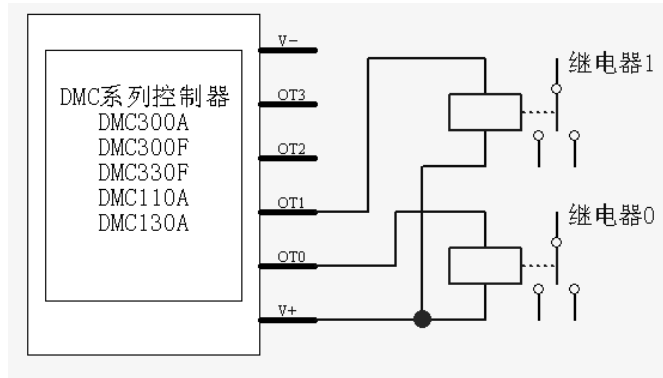 DMC系列控制器
DMC300A
DMC300F
DMC330F
DMC110A
DMC130A
V-
OT3
OT2
OT1
OT0
V+
继电器1
继电器0